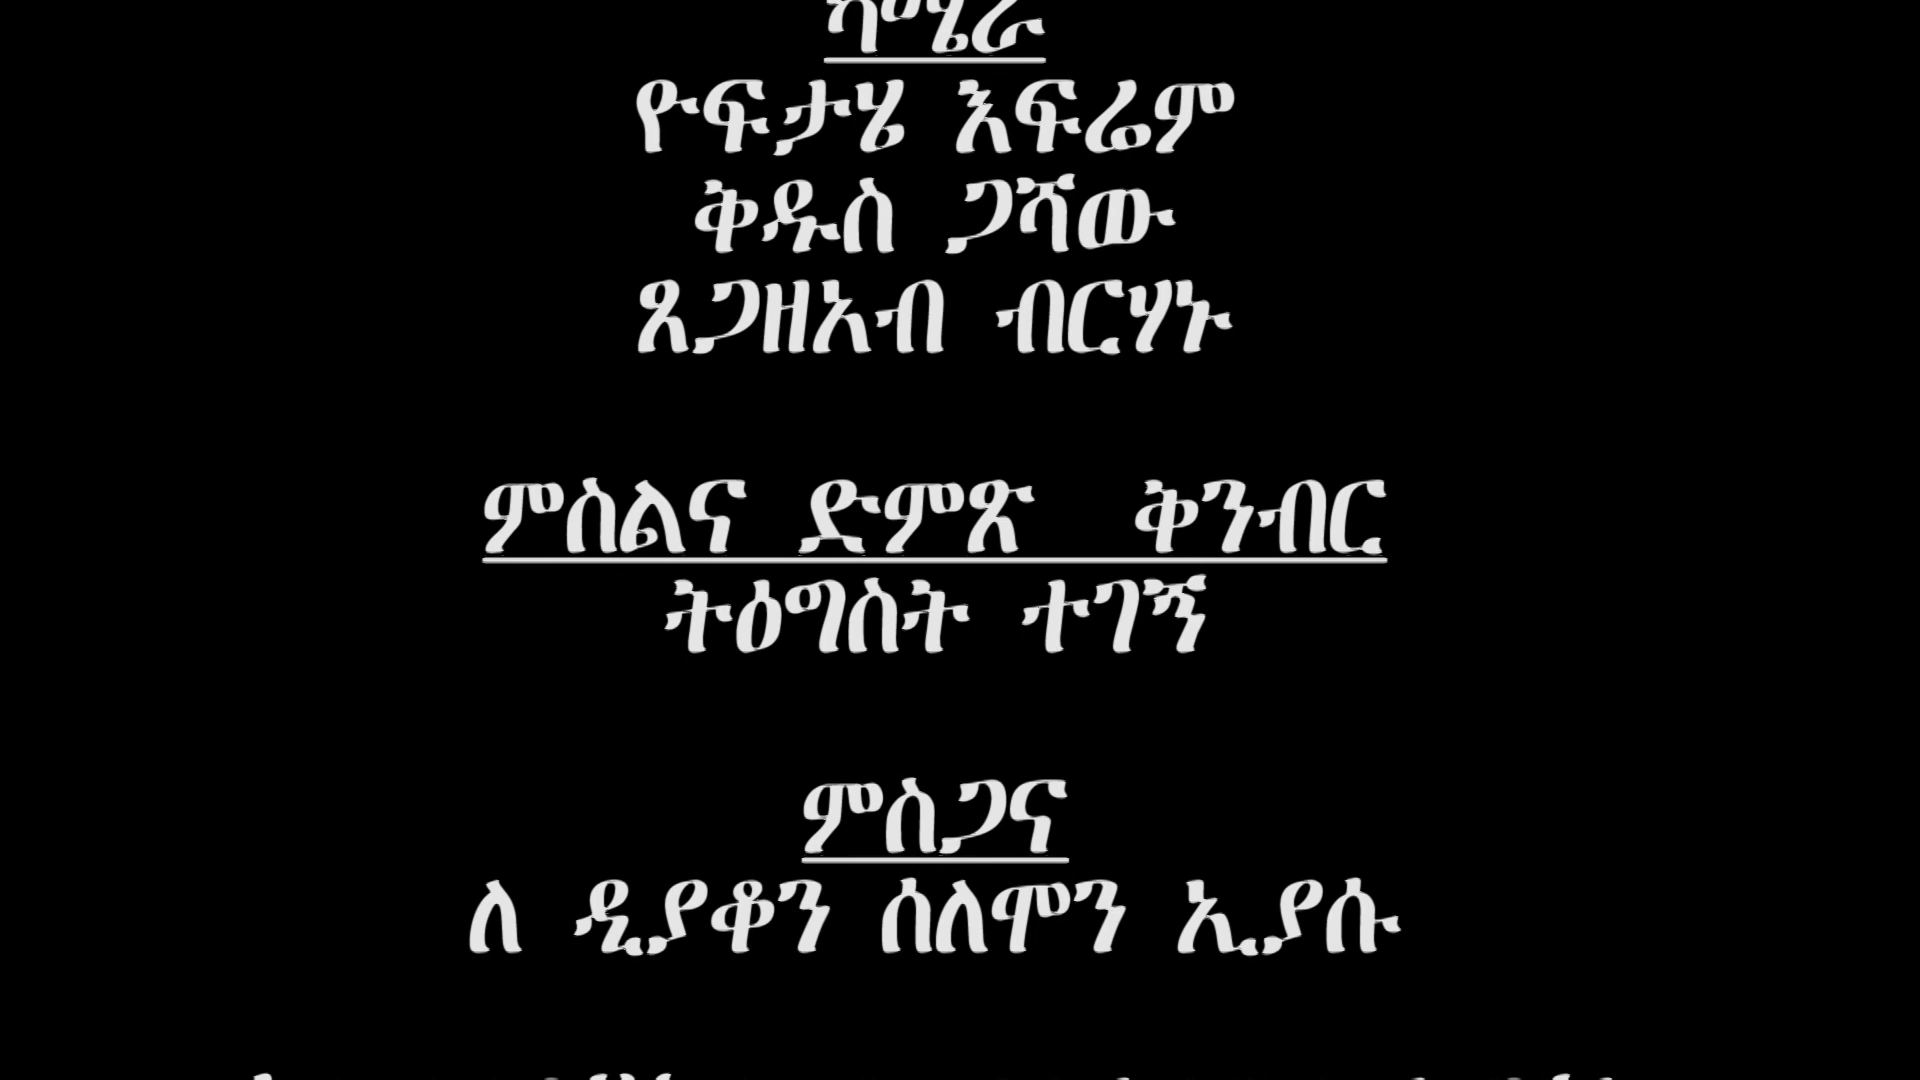 ካሜራ
ዮፍታሄ እፍሬም
ቅዱስ ጋሻው
ጸጋዘአብ ብርሃኑ
ምስልና ድምጽ ቅንብር
ትዕግስት ተገኝ
ምስጋና
ለ ዲያቆን ሰለሞን ኢያሱ